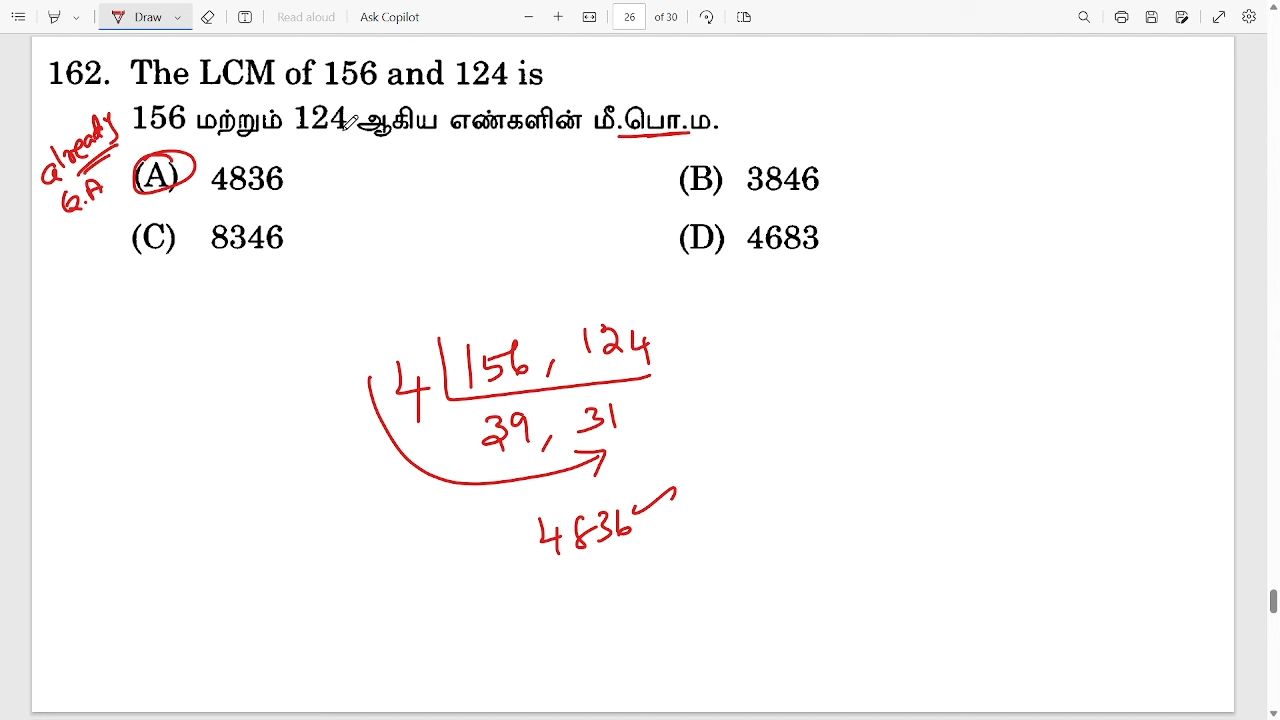 Draw
Read aloud
Ask Copilot
26 of 30
162. The LCM of 156 and 124 is
156 மற்றும் 124 ஆகிய எண்களின் மீ.பொ.ம.
already
G.A
(A) 4836
(B) 3846
(C) 8346
(D) 4683
4 156, 124
39, 31
4836